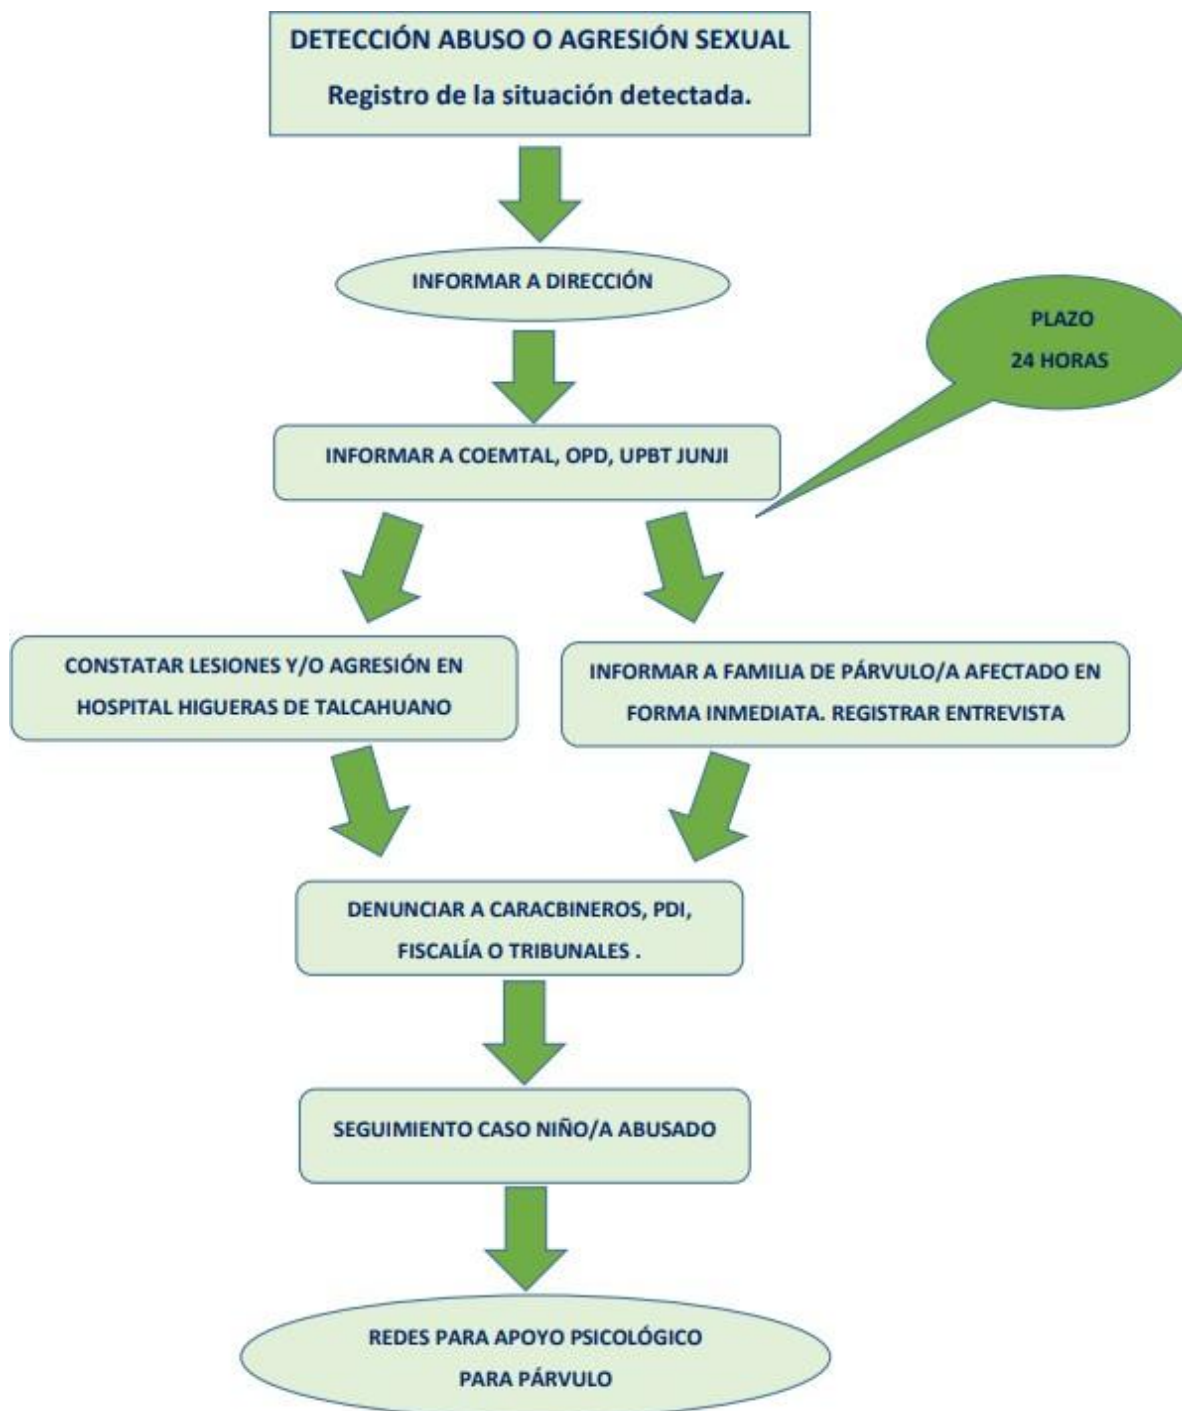 DETECCIÓN ABUSO O AGRESIÓN SEXUAL
Registro de la situación detectada.
INFORMAR A DIRECCIÓN
PLAZO
24 HORAS
INFORMAR A COEMTAL, OPD, UPBT JUNJI
CONSTATAR LESIONES Y/O AGRESIÓN EN
HOSPITAL HIGUERAS DE TALCAHUANO
INFORMAR A FAMILIA DE PÁRVULO/A AFECTADO EN
FORMA INMEDIATA. REGISTRAR ENTREVISTA
DENUNCIAR A CARACBINEROS, PDI,
FISCALÍA O TRIBUNALES .
SEGUIMIENTO CASO NIÑO/A ABUSADO
REDES PARA APOYO PSICOLÓGICO
PARA PÁRVULO